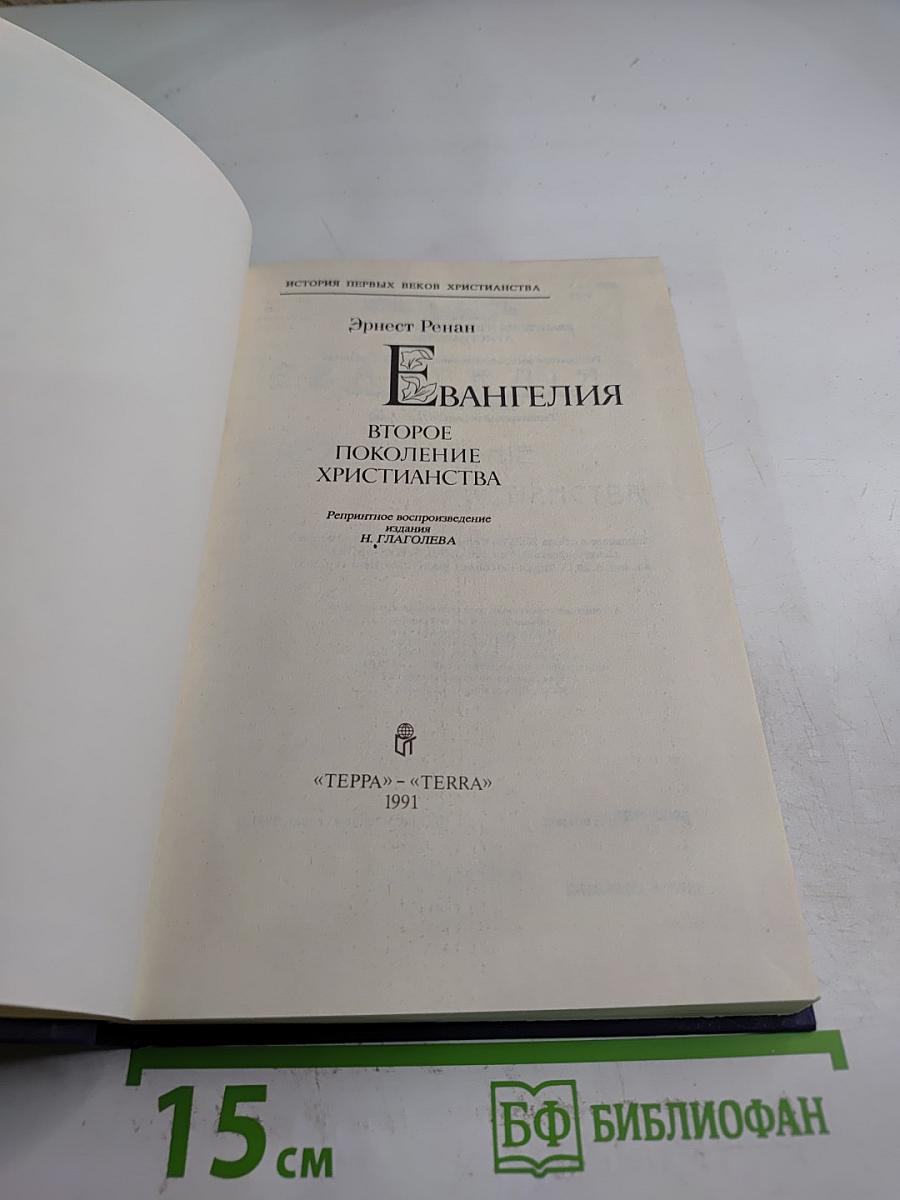 ИСТОРИЯ ПЕРВЫХ ВЕКОВ ХРИСТИАНСТВА
Эрнест Ренан
ЕВАНГЕЛИЯ
ВТОРОЕ
ПОКОЛЕНИЕ
ХРИСТИАНСТВА
Репринтное воспроизведение
издания
Н. ГЛАГОЛЕВА
«ТЕРРА» – «TERRA»
1991
15 см
БФ БИБЛИОФАН